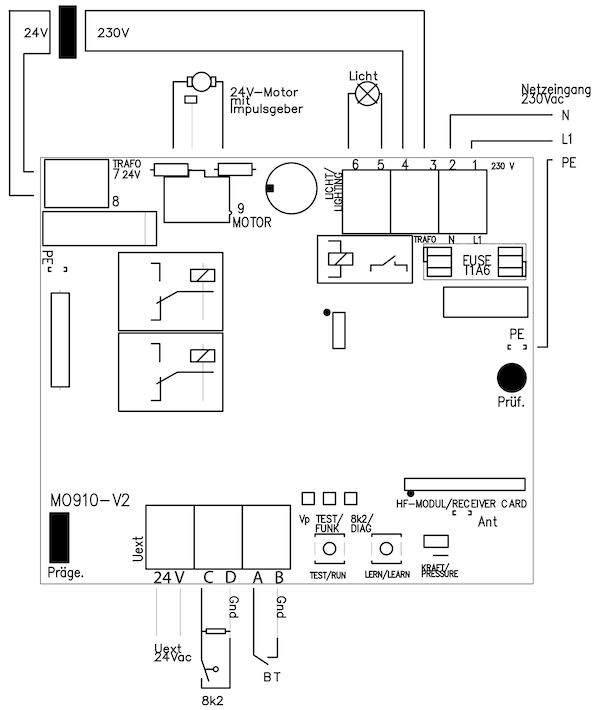 24V
230V
Licht
24V-Motor
mit
Impulsgeber
Netzeingang
230Vac
N
L1
PE
TRAFO
7 24V
8
9
MOTOR
LICHT/
LIGHTING
6 5 4 3 2 1 230 V
TRAFO N L1
PE
FUSE
T1A6
PE
Prüf.
MO910-V2
HF-MODUL/RECEIVER CARD
Ant
Vp TEST/ 8k2/
FUNK DIAG
Uext
Präge.
TEST/RUN
LERN/LEARN
KRAFT/
PRESSURE
24 V C D A B
Gnd
Gnd
Uext
24Vac
B T
8k2